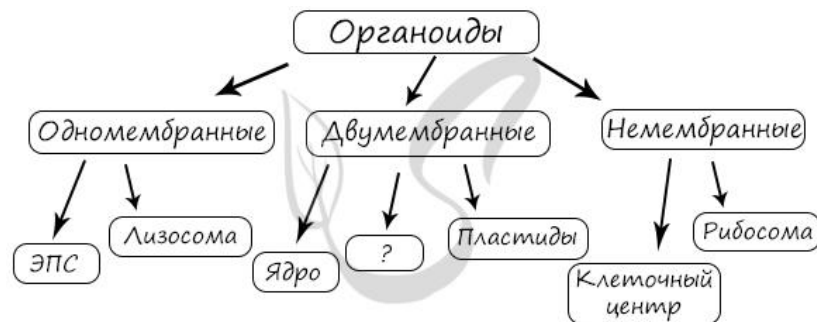 Органоиды
Одномембранные
Двумембранные
Немембранные
ЭПС
Лизосома
Ядро
?
Пластиды
Клеточный
центр
Рибосома